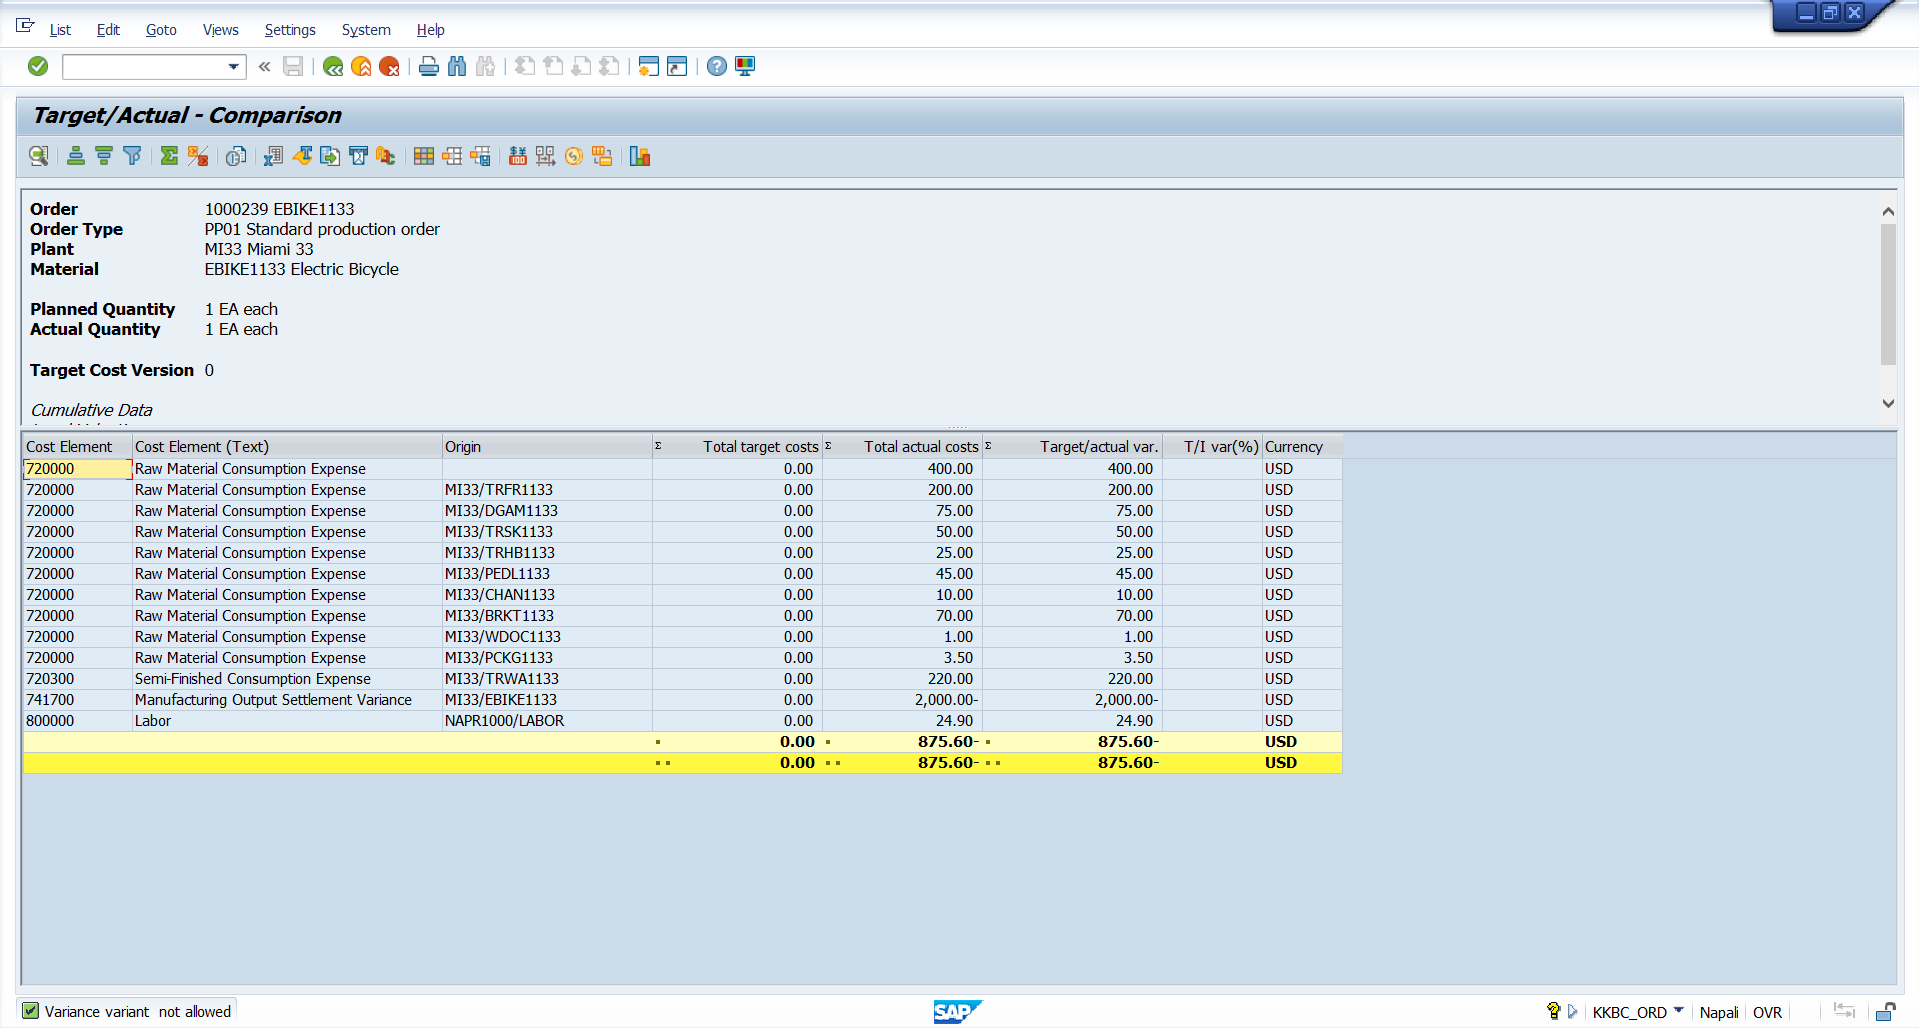 List Edit Goto Views Settings System Help
Target/Actual - Comparison
Order 1000239 EBIKE1133
Order Type PP01 Standard production order
Plant MI33 Miami 33
Material EBIKE1133 Electric Bicycle
Planned Quantity 1 EA each
Actual Quantity 1 EA each
Target Cost Version 0
Cumulative Data
Cost Element Cost Element (Text) Origin Σ Total target costs Σ Total actual costs Σ Target/actual var. T/I var(%) Currency
720000 Raw Material Consumption Expense 0.00 400.00 400.00 USD
720000 Raw Material Consumption Expense MI33/TRFR1133 0.00 200.00 200.00 USD
720000 Raw Material Consumption Expense MI33/DGAM1133 0.00 75.00 75.00 USD
720000 Raw Material Consumption Expense MI33/TRSK1133 0.00 50.00 50.00 USD
720000 Raw Material Consumption Expense MI33/TRHB1133 0.00 25.00 25.00 USD
720000 Raw Material Consumption Expense MI33/PEDL1133 0.00 45.00 45.00 USD
720000 Raw Material Consumption Expense MI33/CHAN1133 0.00 10.00 10.00 USD
720000 Raw Material Consumption Expense MI33/BRKT1133 0.00 70.00 70.00 USD
720000 Raw Material Consumption Expense MI33/WDOC1133 0.00 1.00 1.00 USD
720000 Raw Material Consumption Expense MI33/PCKG1133 0.00 3.50 3.50 USD
720300 Semi-Finished Consumption Expense MI33/TRWA1133 0.00 220.00 220.00 USD
741700 Manufacturing Output Settlement Variance MI33/EBIKE1133 0.00 2,000.00- 2,000.00- USD
800000 Labor NAPR1000/LABOR 0.00 24.90 24.90 USD
0.00 875.60- 875.60- USD
0.00 875.60- 875.60- USD
Variance variant not allowed SAP KKBC_ORD Napali OVR